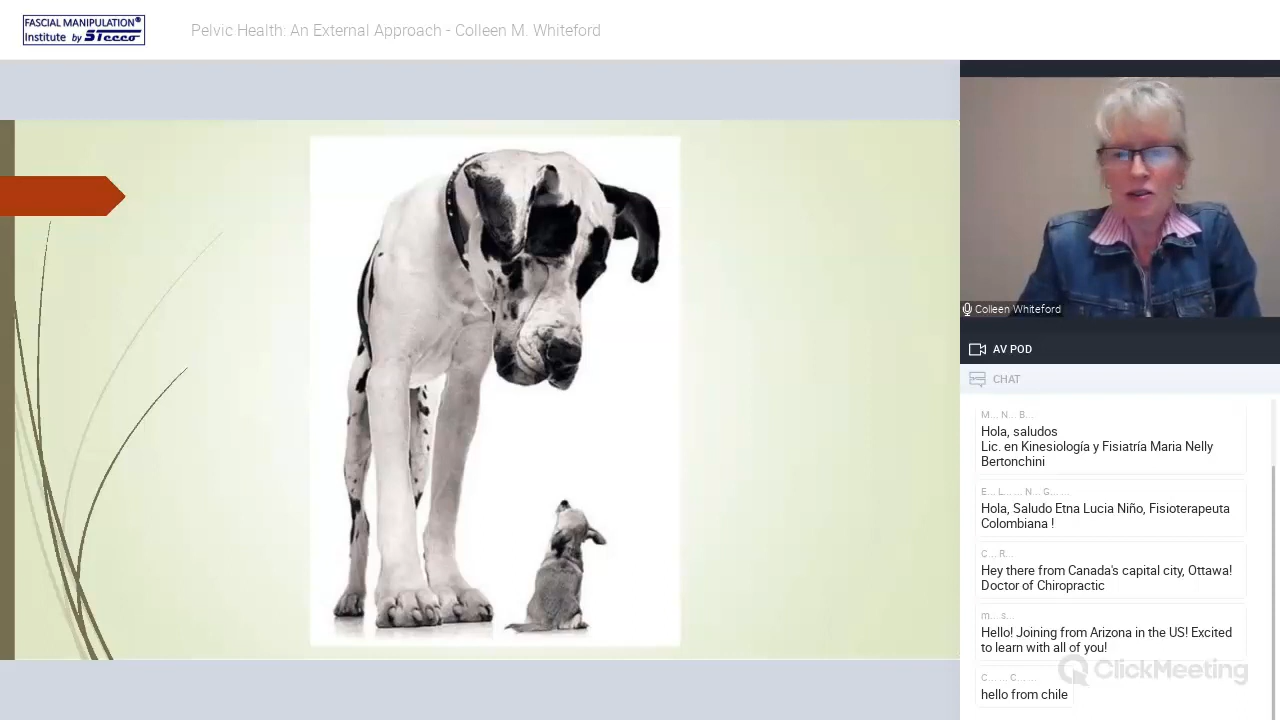 FASCIAL MANIPULATION®
Institute by STECCO
Pelvic Health: An External Approach - Colleen M. Whiteford
Colleen Whiteford
AV POD
CHAT
M... N... B...
Hola, saludos
Lic. en Kinesiología y Fisiatría Maria Nelly
Bertonchini
E... L... ... N... G... ...
Hola, Saludo Etna Lucia Niño, Fisioterapeuta
Colombiana !
C... R...
Hey there from Canada's capital city, Ottawa!
Doctor of Chiropractic
m... s...
Hello! Joining from Arizona in the US! Excited
to learn with all of you!
C... ... C... ...
hello from chile
ClickMeeting